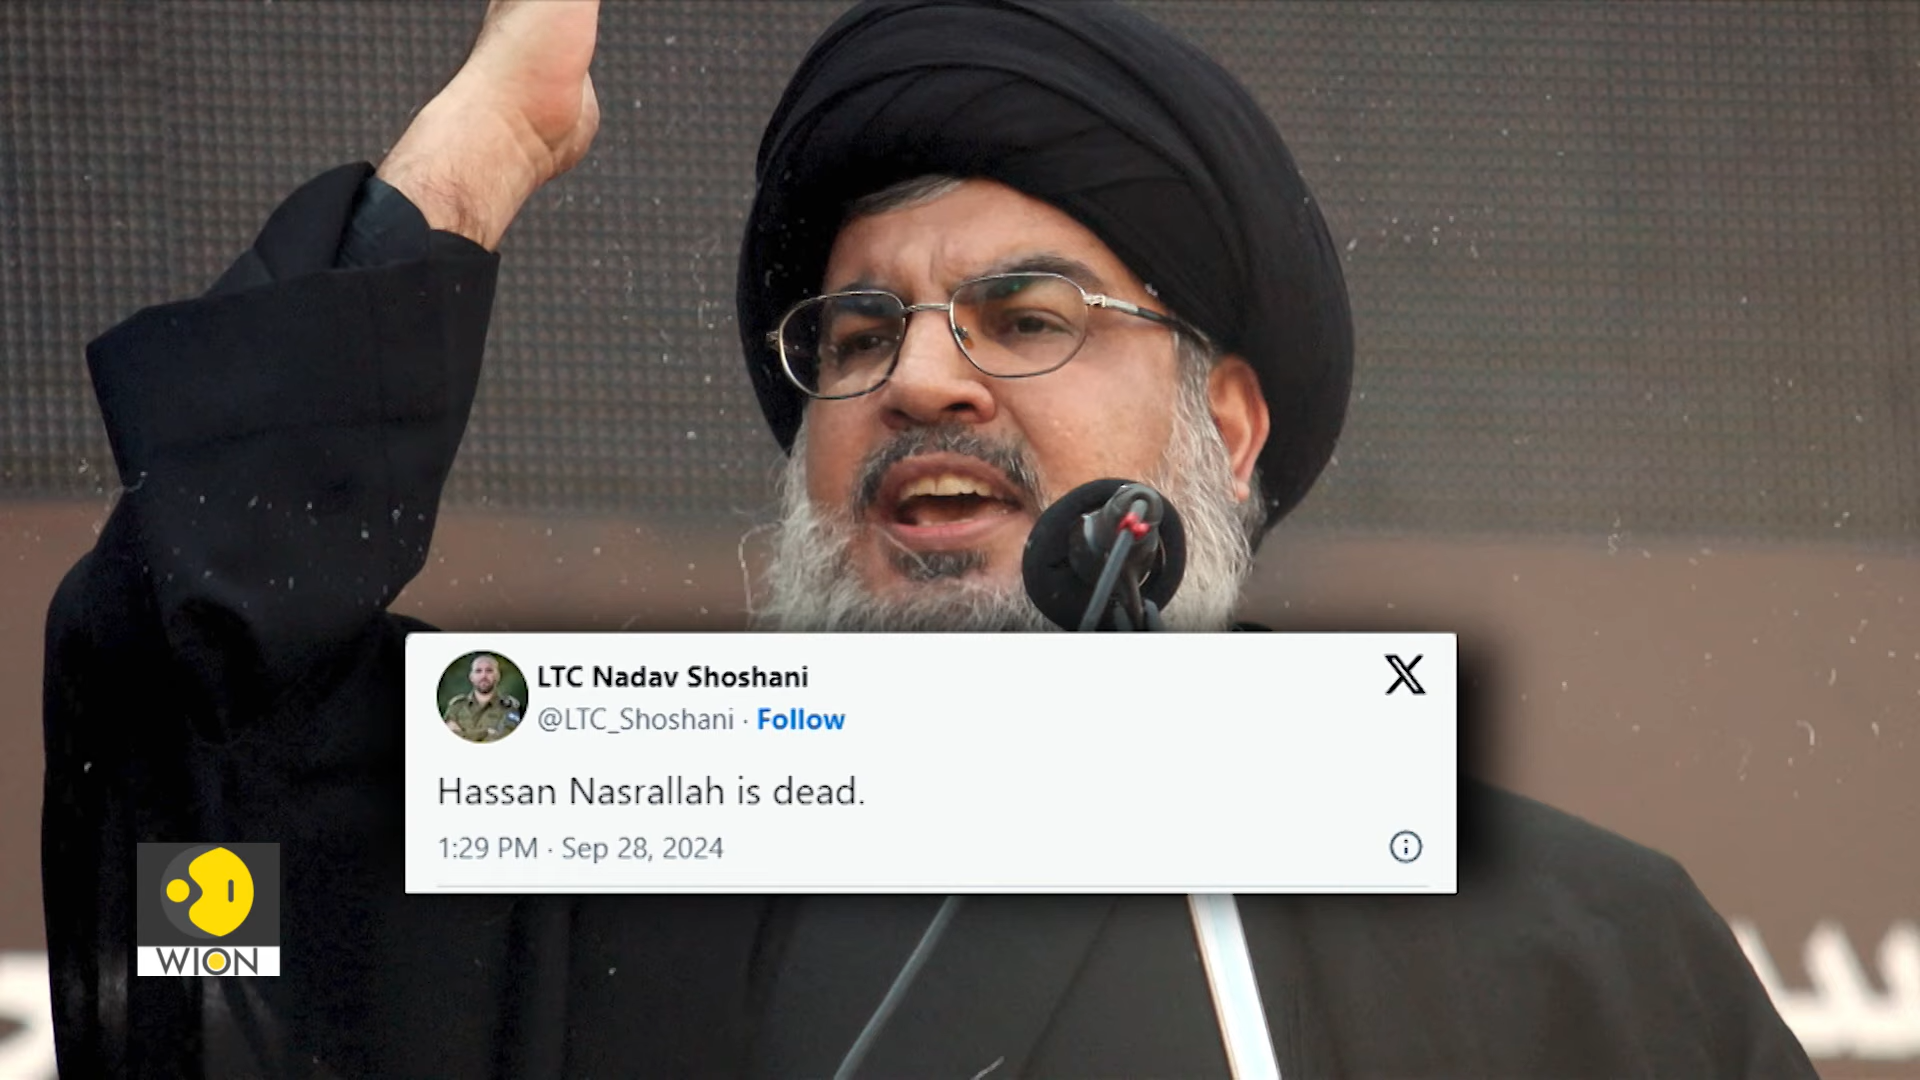 LTC Nadav Shoshani
@LTC_Shoshani · Follow
Hassan Nasrallah is dead.
1:29 PM · Sep 28, 2024
WION